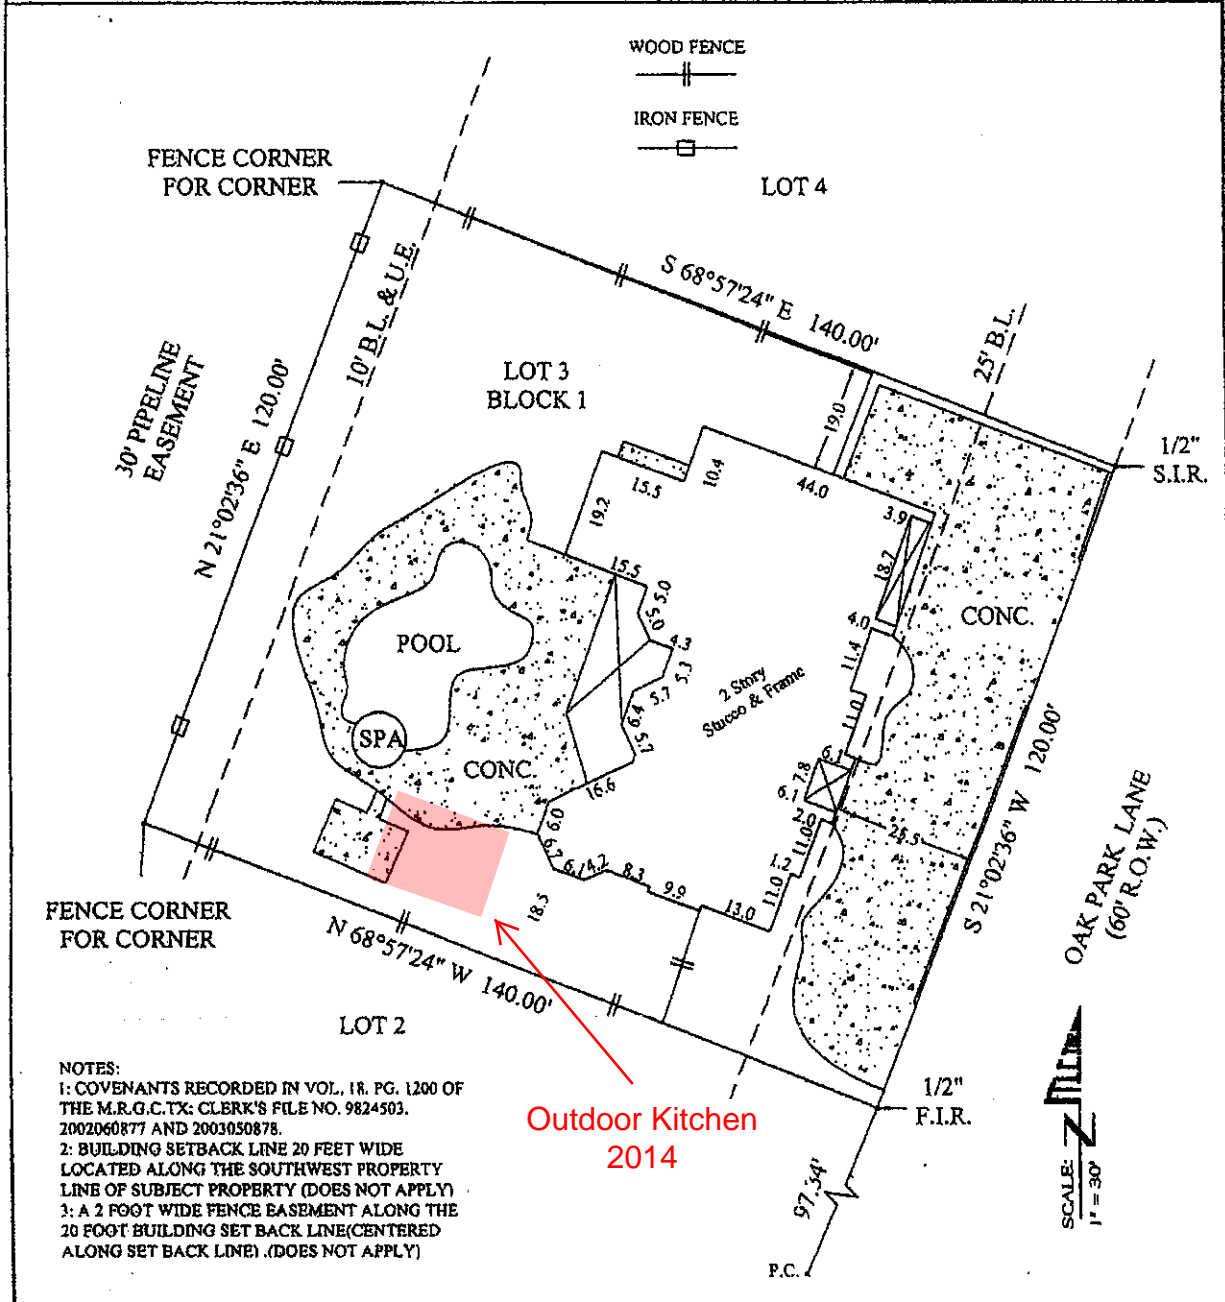 WOOD FENCE
IRON FENCE
FENCE CORNER
FOR CORNER
LOT 4
S 68°57'24" E 140.00'
10' B.L. & U.E.
25' B.L.
30' PIPELINE
EASEMENT
N 21°02'36" E 120.00'
LOT 3
BLOCK 1
19.0
1/2"
S.I.R.
15.5
10.4
44.0
19.2
3.9
18.7
15.5
5.0
5.0
4.0
CONC.
4.3
11.4
5.3
POOL
5.7
2 Story
Stucco & Frame
6.4
11.0
5.7
SPA
CONC.
6.1
7.8
6.1
16.6
S 21°02'36" W 120.00'
6.0
2.0
25.5
6.7
11.0
OAK PARK LANE
(60' R.O.W.)
6.1
4.2
8.3
1.2
9.9
11.0
18.5
13.0
FENCE CORNER
FOR CORNER
N 68°57'24" W 140.00'
LOT 2
NOTES:
1: COVENANTS RECORDED IN VOL. 18, PG. 1200 OF
THE M.R.G.C.TX: CLERK'S FILE NO. 9824503,
2002060877 AND 2003050878.
2: BUILDING SETBACK LINE 20 FEET WIDE
LOCATED ALONG THE SOUTHWEST PROPERTY
LINE OF SUBJECT PROPERTY (DOES NOT APPLY)
3: A 2 FOOT WIDE FENCE EASEMENT ALONG THE
20 FOOT BUILDING SET BACK LINE(CENTERED
ALONG SET BACK LINE) .(DOES NOT APPLY)
Outdoor Kitchen
2014
1/2"
F.I.R.
97.34'
P.C.
N
SCALE:
1" = 30'